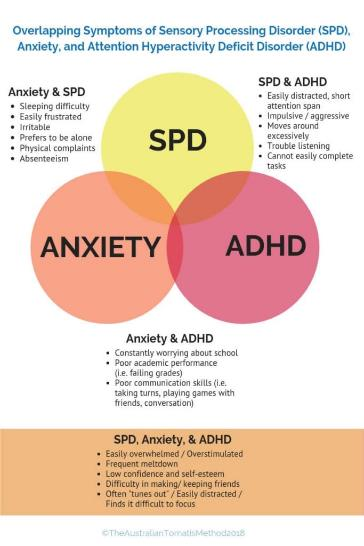 Overlapping Symptoms of Sensory Processing Disorder (SPD),
Anxiety, and Attention Hyperactivity Deficit Disorder (ADHD)
Anxiety & SPD
• Sleeping difficulty
• Easily frustrated
• Irritable
• Prefers to be alone
• Physical complaints
• Absenteeism
SPD & ADHD
• Easily distracted, short
attention span
• Impulsive / aggressive
• Moves around
excessively
• Trouble listening
• Cannot easily complete
tasks
SPD
ANXIETY
ADHD
Anxiety & ADHD
• Constantly worrying about school
• Poor academic performance
(i.e. failing grades)
• Poor communication skills (i.e.
taking turns, playing games with
friends, conversation)
SPD, Anxiety, & ADHD
• Easily overwhelmed / Overstimulated
• Frequent meltdown
• Low confidence and self-esteem
• Difficulty in making/ keeping friends
• Often "tunes out" / Easily distracted /
Finds it difficult to focus
©TheAustralianTomatisMethod2018